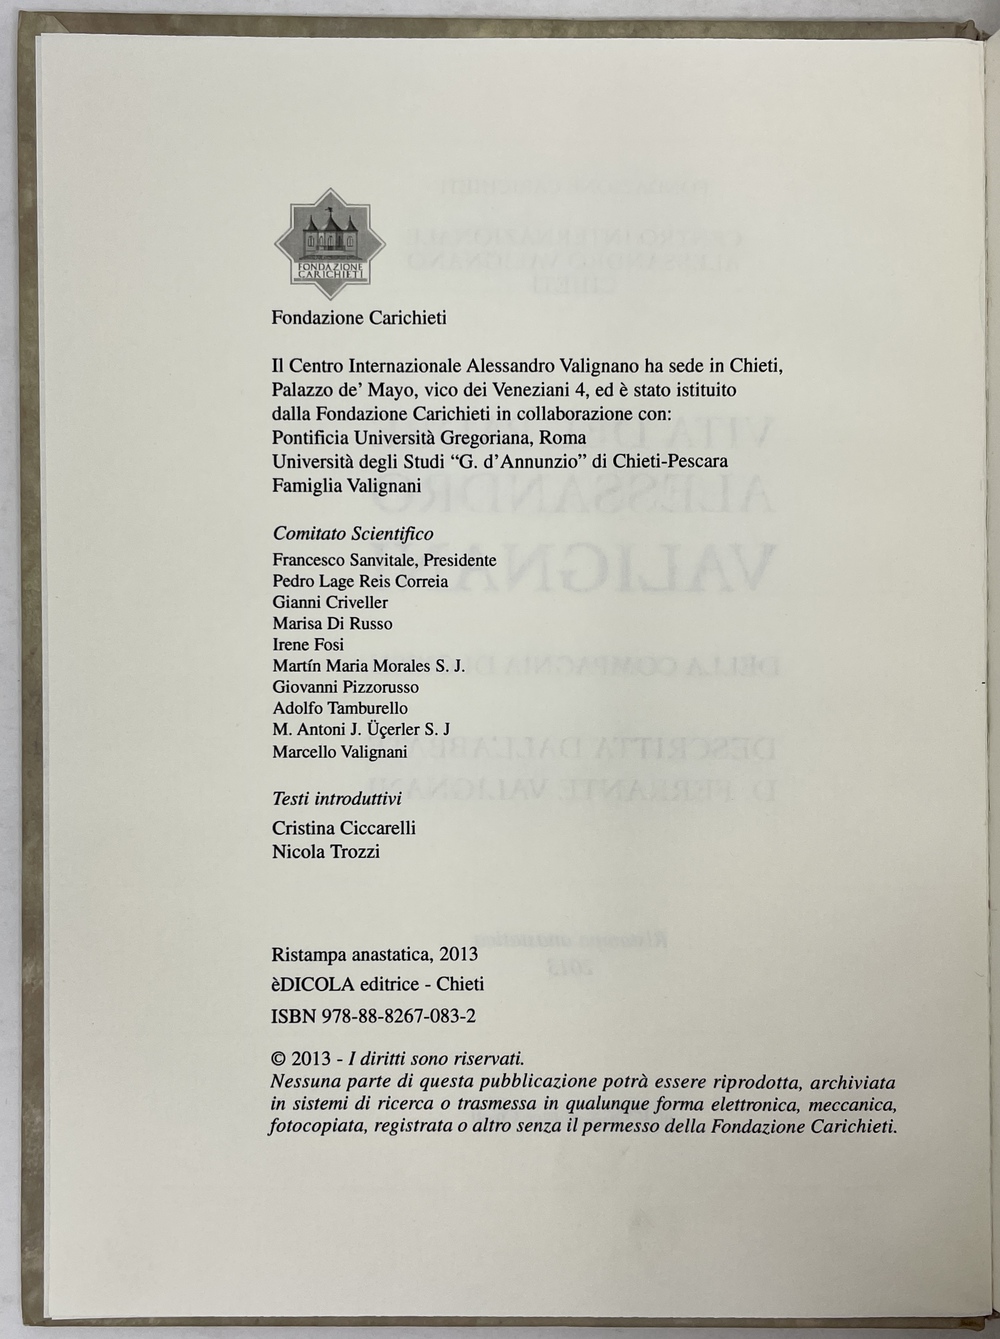 FONDAZIONE
CARICHIETI
Fondazione Carichieti
Il Centro Internazionale Alessandro Valignano ha sede in Chieti,
Palazzo de’ Mayo, vico dei Veneziani 4, ed è stato istituito
dalla Fondazione Carichieti in collaborazione con:
Pontificia Università Gregoriana, Roma
Università degli Studi “G. d’Annunzio” di Chieti-Pescara
Famiglia Valignani
Comitato Scientifico
Francesco Sanvitale, Presidente
Pedro Lage Reis Correia
Gianni Criveller
Marisa Di Russo
Irene Fosi
Martín Maria Morales S. J.
Giovanni Pizzorusso
Adolfo Tamburello
M. Antoni J. Üçerler S. J
Marcello Valignani
Testi introduttivi
Cristina Ciccarelli
Nicola Trozzi
Ristampa anastatica, 2013
èDICOLA editrice - Chieti
ISBN 978-88-8267-083-2
© 2013 - I diritti sono riservati.
Nessuna parte di questa pubblicazione potrà essere riprodotta, archiviata
in sistemi di ricerca o trasmessa in qualunque forma elettronica, meccanica,
fotocopiata, registrata o altro senza il permesso della Fondazione Carichieti.